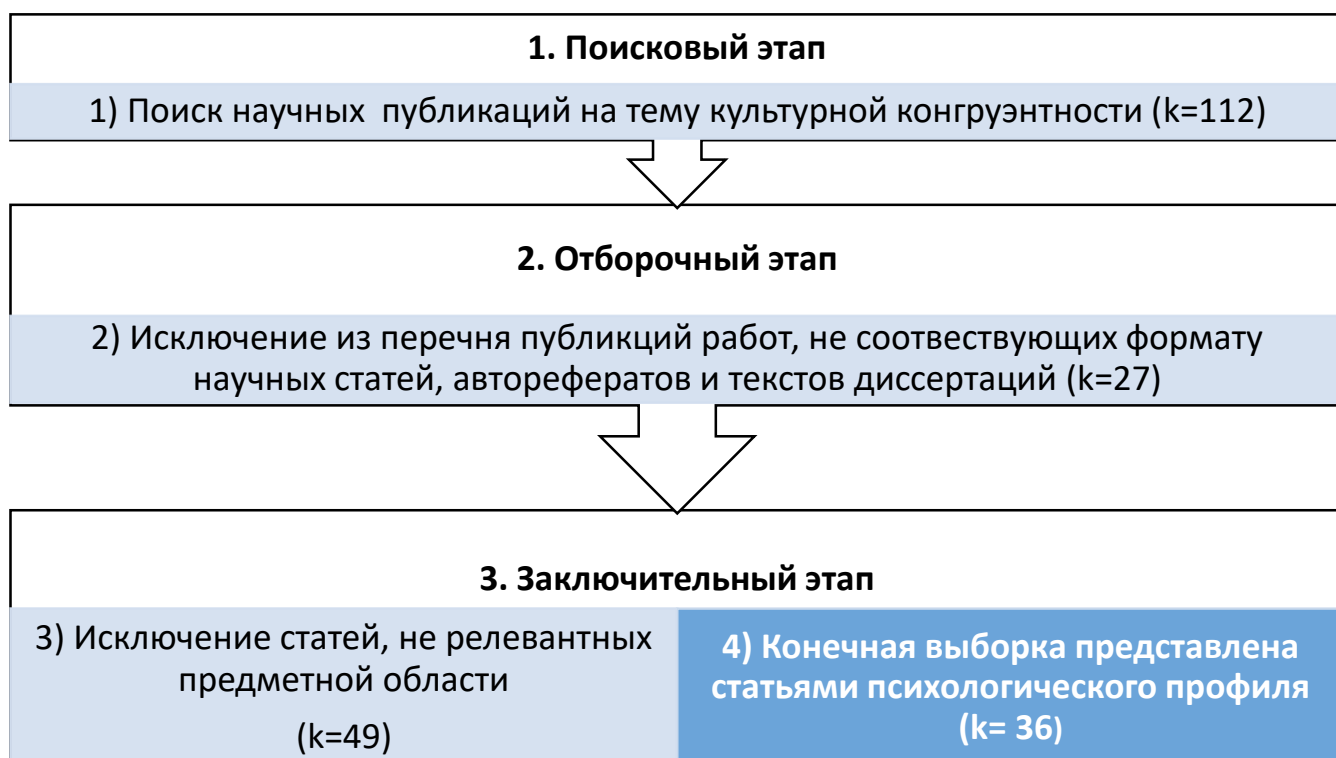 1. Поисковый этап
1) Поиск научных публикаций на тему культурной конгруэнтности (k=112)
2. Отборочный этап
2) Исключение из перечня публикций работ, не соотвествующих формату
научных статей, авторефератов и текстов диссертаций (k=27)
3. Заключительный этап
3) Исключение статей, не релевантных
предметной области
(k=49)
4) Конечная выборка представлена
статьями психологического профиля
(k= 36)